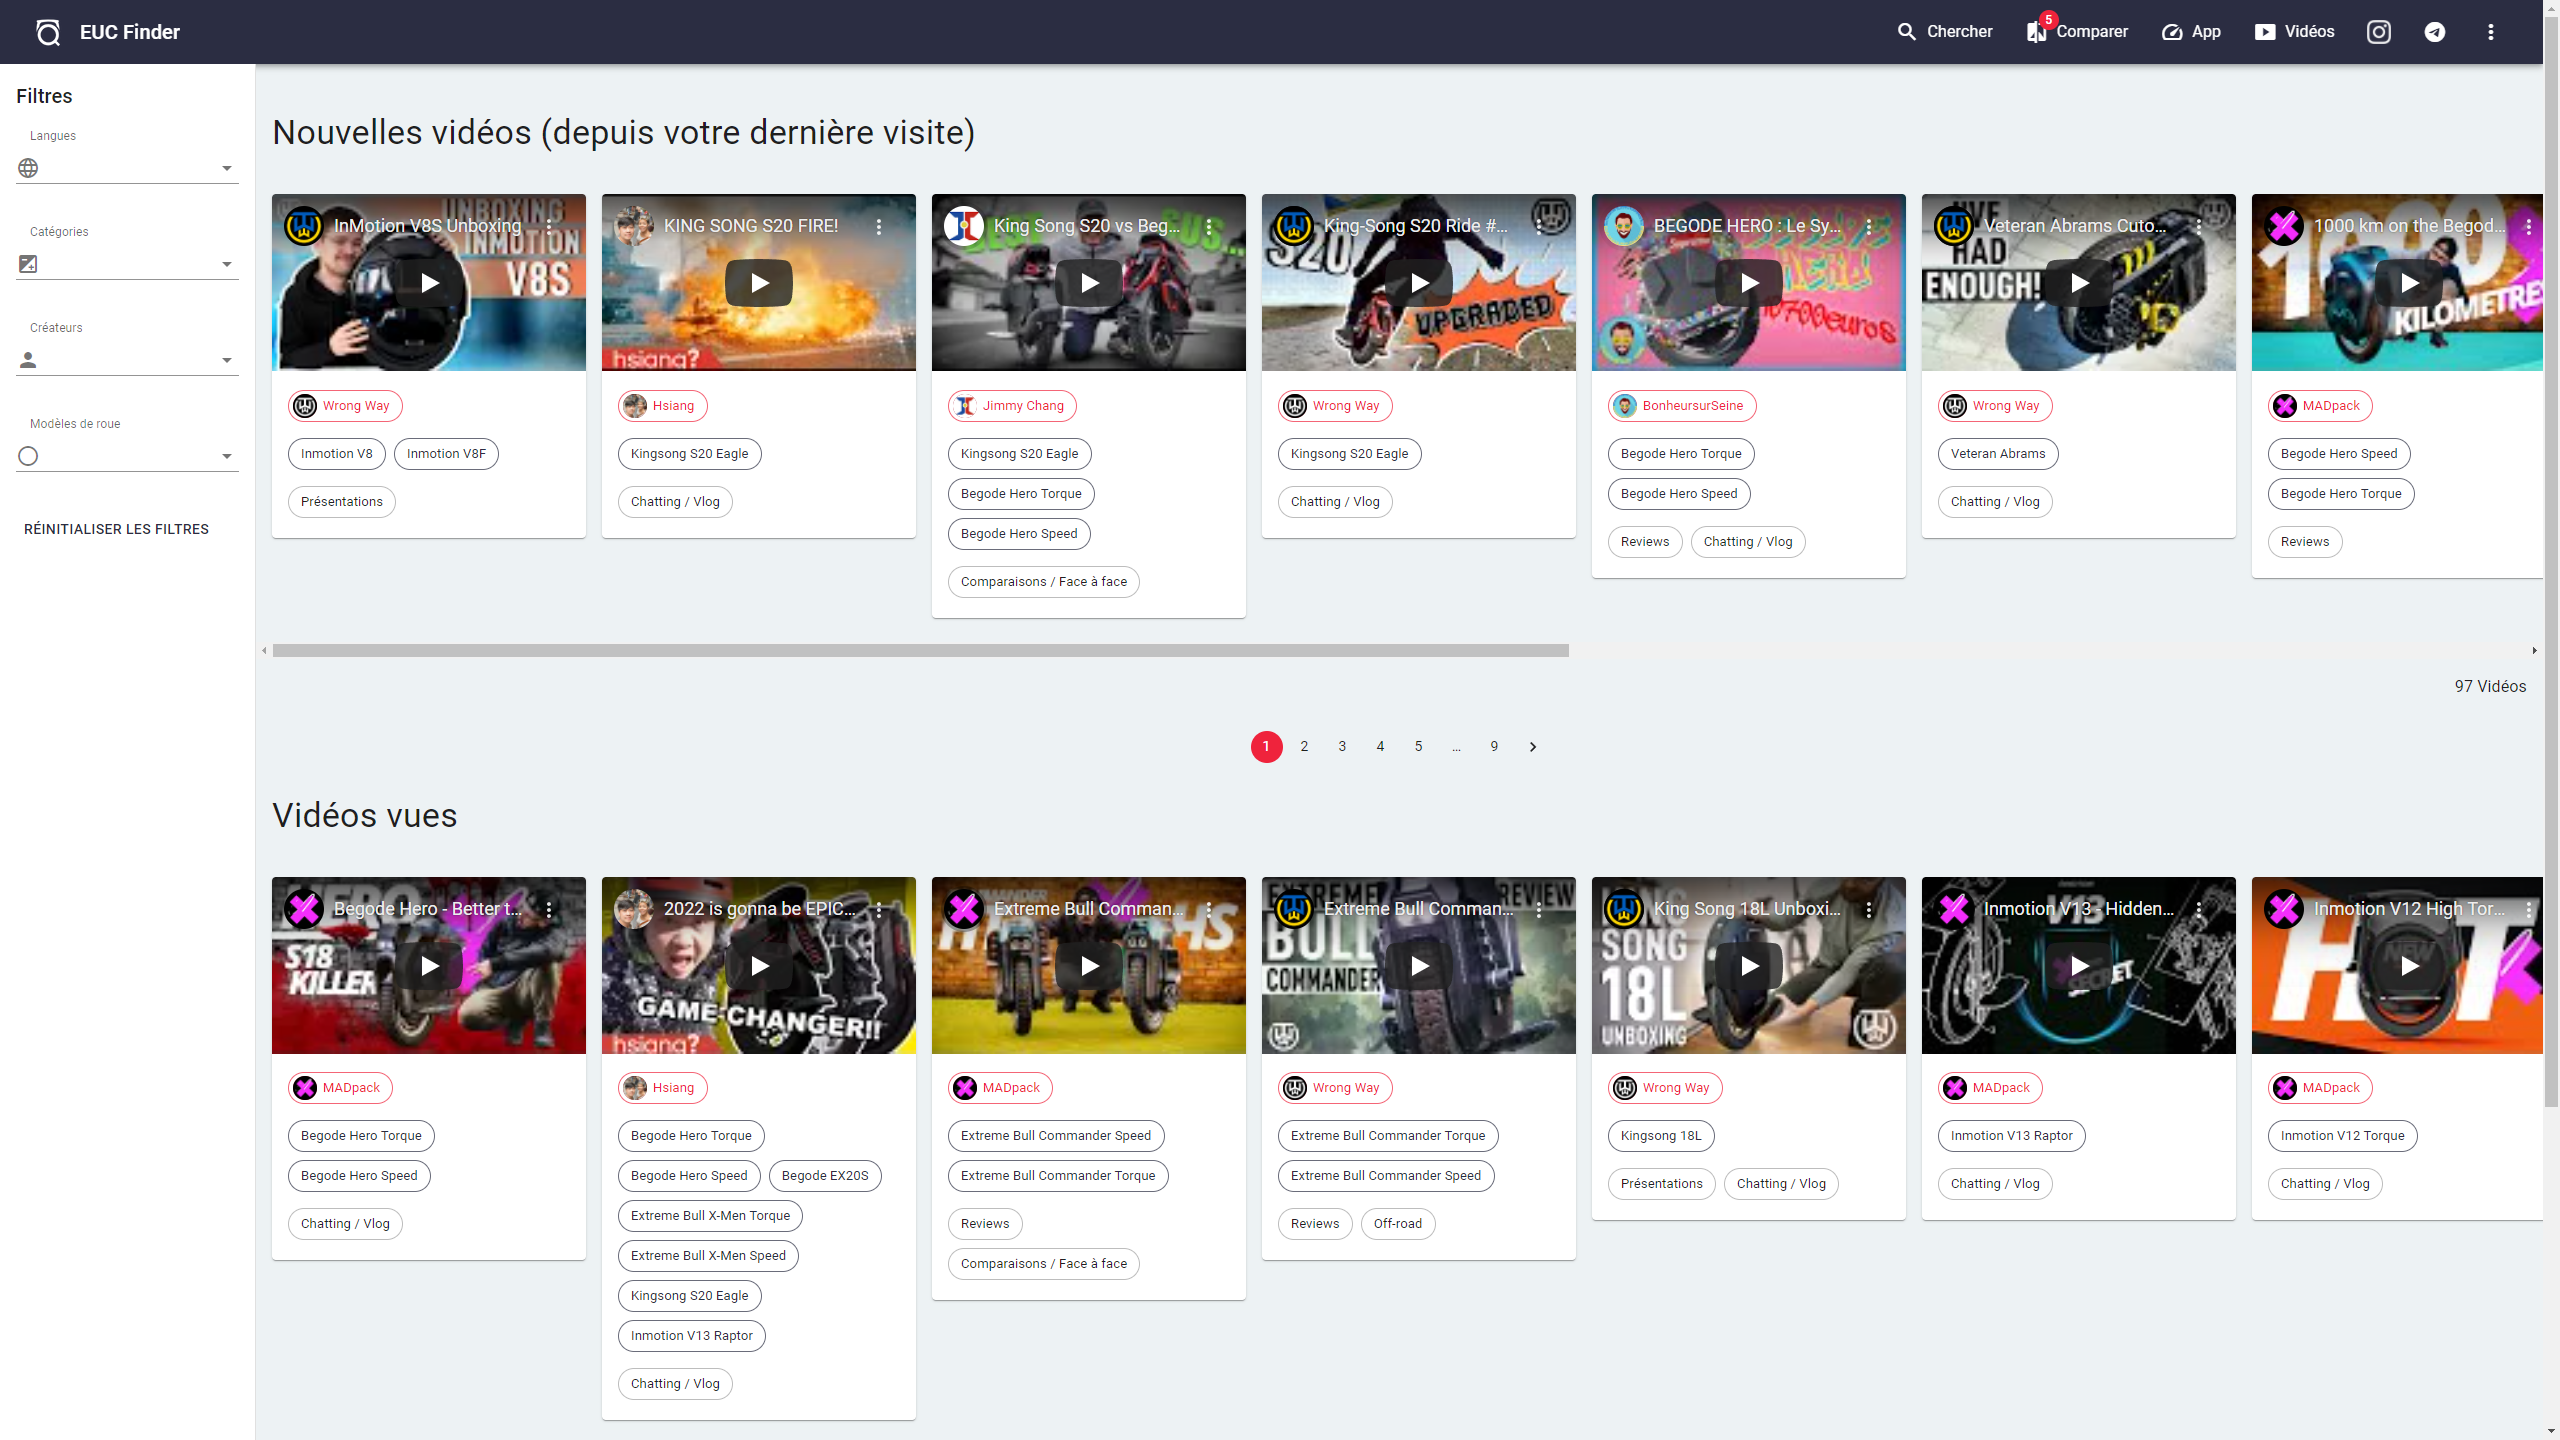 EUC Finder
Chercher
5
Comparer
App
Vidéos
Filtres
Langues
Catégories
Créateurs
Modèles de roue
RÉINITIALISER LES FILTRES
Nouvelles vidéos (depuis votre dernière visite)
UNBOXING
InMotion V8S Unboxing
INMOTION
V8S
Wrong Way
Inmotion V8
Inmotion V8F
Présentations
KING SONG S20 FIRE!
hsiang?
Hsiang
Kingsong S20 Eagle
Chatting / Vlog
King Song S20 vs Beg...
Jimmy Chang
Kingsong S20 Eagle
Begode Hero Torque
Begode Hero Speed
Comparaisons / Face à face
King-Song S20 Ride #...
S20
UPGRADED
Wrong Way
Kingsong S20 Eagle
Chatting / Vlog
BEGODE HERO : Le Sy...
10700euros
BonheursurSeine
Begode Hero Torque
Begode Hero Speed
Reviews
Chatting / Vlog
Veteran Abrams Cuto...
HAD
ENOUGH!
Wrong Way
Veteran Abrams
Chatting / Vlog
1000 km on the Begod...
KILOMETRES
MADpack
Begode Hero Speed
Begode Hero Torque
Reviews
97 Vidéos
1 2 3 4 5 ... 9
Vidéos vues
HERO
Begode Hero - Better t...
S18
KILLER
MADpack
Begode Hero Torque
Begode Hero Speed
Chatting / Vlog
2022 is gonna be EPIC...
GAME-CHANGER!!
hsiang?
Hsiang
Begode Hero Torque
Begode Hero Speed
Begode EX20S
Extreme Bull X-Men Torque
Extreme Bull X-Men Speed
Kingsong S20 Eagle
Inmotion V13 Raptor
Chatting / Vlog
Extreme Bull Comman...
MADpack
Extreme Bull Commander Speed
Extreme Bull Commander Torque
Reviews
Comparaisons / Face à face
EXTREME
REVIEW
Extreme Bull Comman...
BULL
COMMANDER
Wrong Way
Extreme Bull Commander Torque
Extreme Bull Commander Speed
Reviews
Off-road
KING
King Song 18L Unboxi...
SONG
18L
UNBOXING
Wrong Way
Kingsong 18L
Présentations
Chatting / Vlog
Inmotion V13 - Hidden...
MADpack
Inmotion V13 Raptor
Chatting / Vlog
Inmotion V12 High Tor...
MADpack
Inmotion V12 Torque
Chatting / Vlog